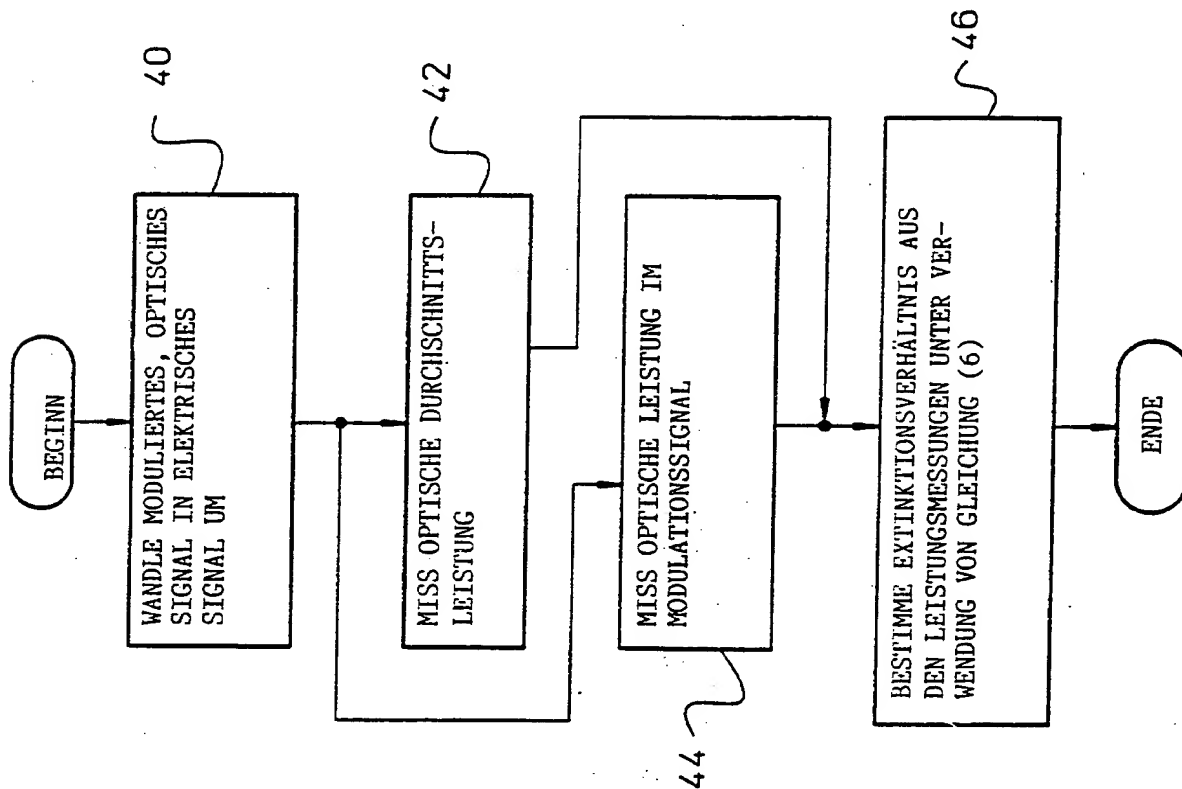 BEGINN
40
WANDLE MODULIERTES, OPTISCHES
SIGNAL IN ELEKTRISCHES
SIGNAL UM
42
MISS OPTISCHE DURCHSCHNITTS-
LEISTUNG
44
MISS OPTISCHE LEISTUNG IM
MODULATIONSSIGNAL
46
BESTIMME EXTINKTIONSVERHÄLTNIS AUS
DEN LEISTUNGSMESSUNGEN UNTER VER-
WENDUNG VON GLEICHUNG (6)
ENDE